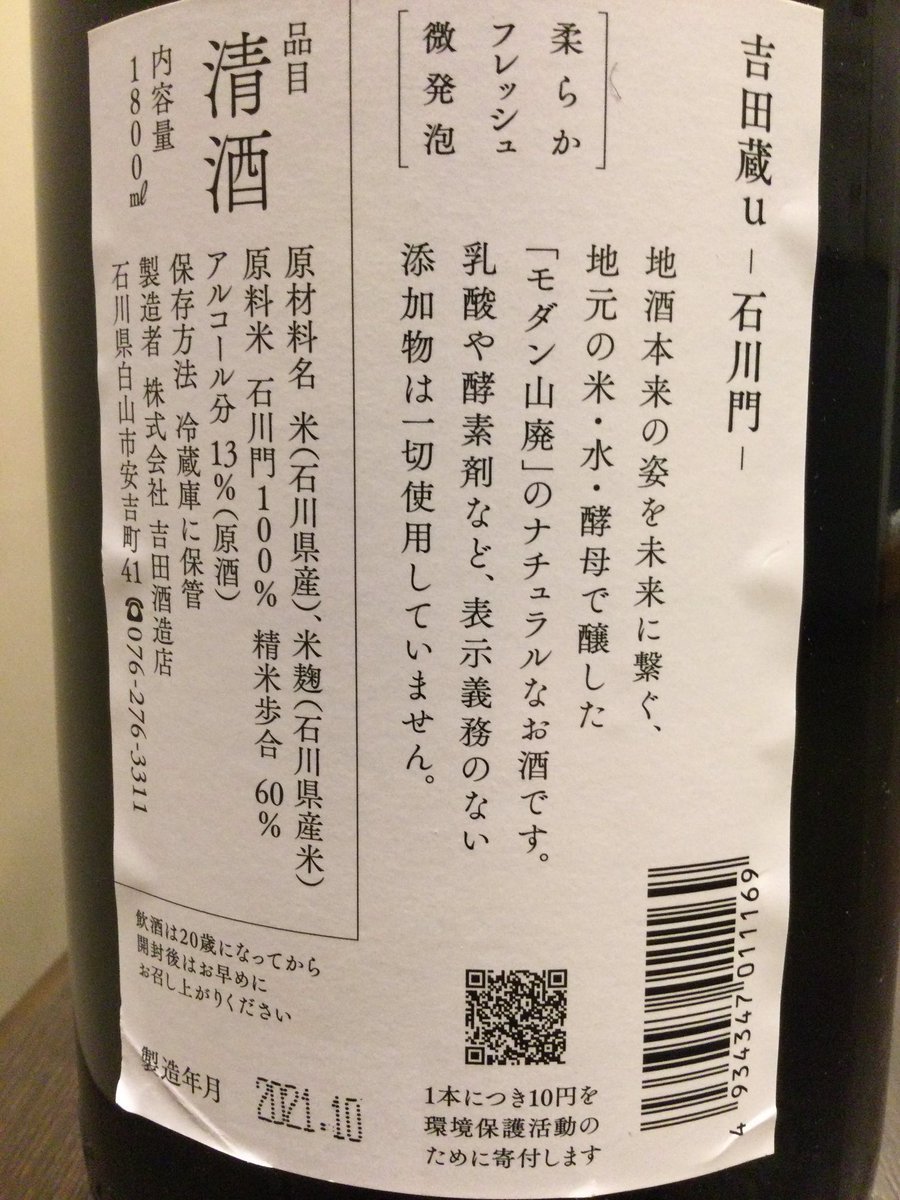 吉田蔵u ー 石川門 ー
地酒本来の姿を未来に繋ぐ、
地元の米・水・酵母で醸した
「モダン山廃」のナチュラルなお酒です。
乳酸や酵素剤など、表示義務のない
添加物は一切使用していません。
柔らか
フレッシュ
微発泡
品目
清酒
内容量
1800㎖
原材料名 米(石川県産)、米麹(石川県産米)
原料米 石川門100% 精米歩合 60%
アルコール分 13%(原酒)
保存方法 冷蔵庫に保管
製造者 株式会社 吉田酒造店
石川県白山市安吉町41 ☎076-276-3311
飲酒は20歳になってから
開封後はお早めに
お召し上がりください
製造年月 2021.10
1本につき10円を
環境保護活動の
ために寄付します
4 934347 011169